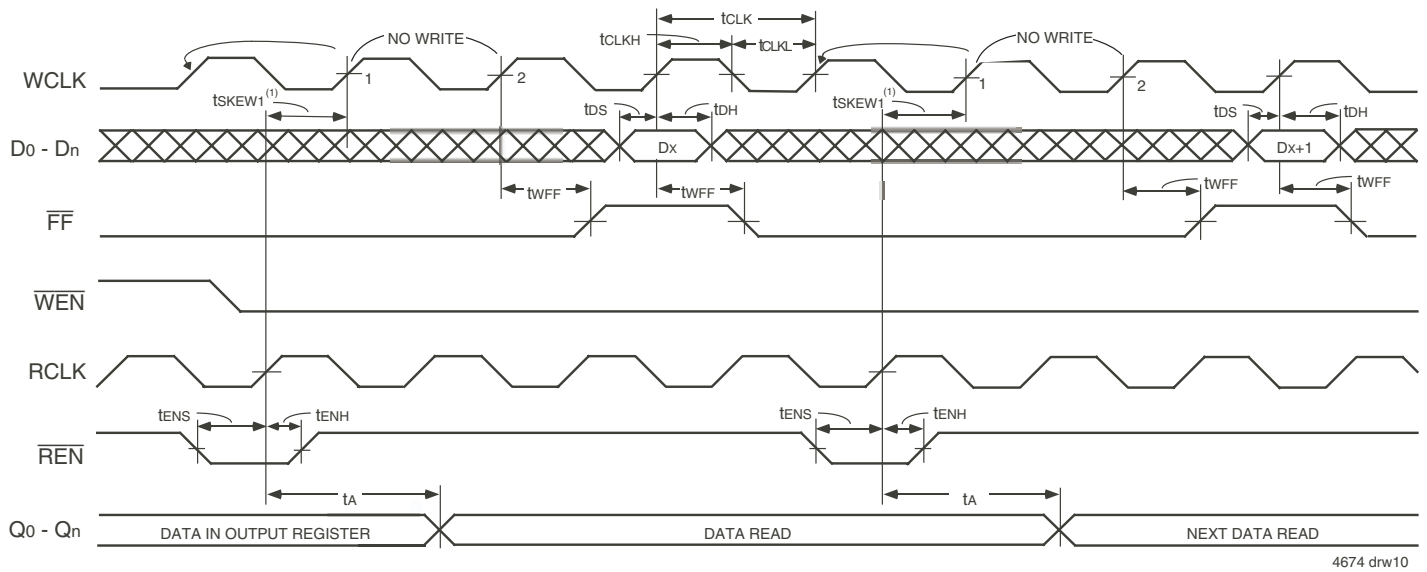 tCLK
NO WRITE
tCLKH
tCLKL
NO WRITE
WCLK
1
2
1
2
tSKEW1(1)
tDS
tDH
tSKEW1(1)
tDS
tDH
D0 - Dn
DX
DX+1
tWFF
tWFF
tWFF
tWFF
FF
WEN
RCLK
tENS
tENH
tENS
tENH
REN
tA
tA
Q0 - Qn
DATA IN OUTPUT REGISTER
DATA READ
NEXT DATA READ
4674 drw10